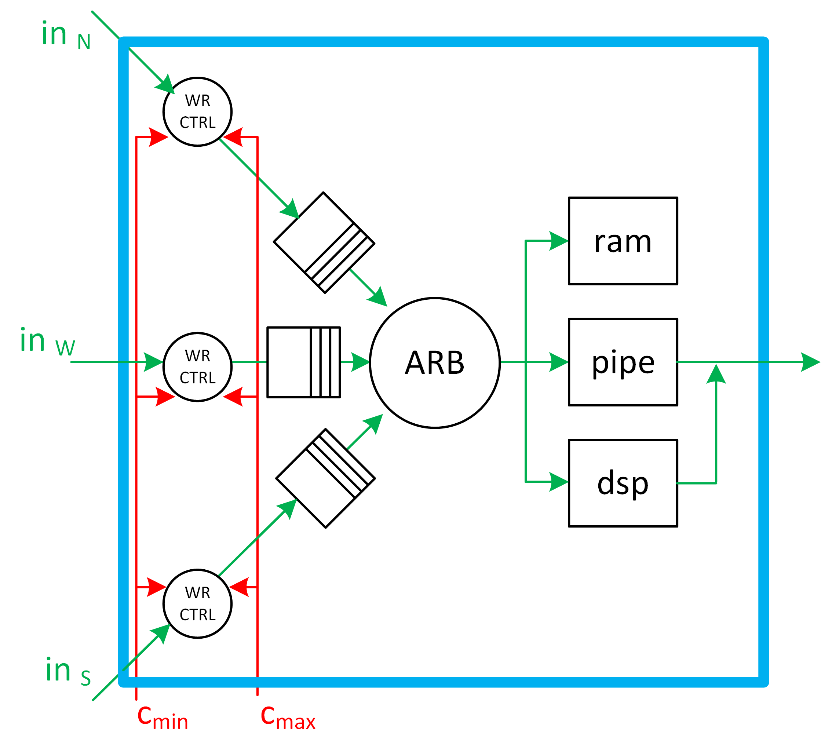 in N
WR
CTRL
ram
in W
WR
CTRL
ARB
pipe
dsp
WR
CTRL
in S
cmin
cmax